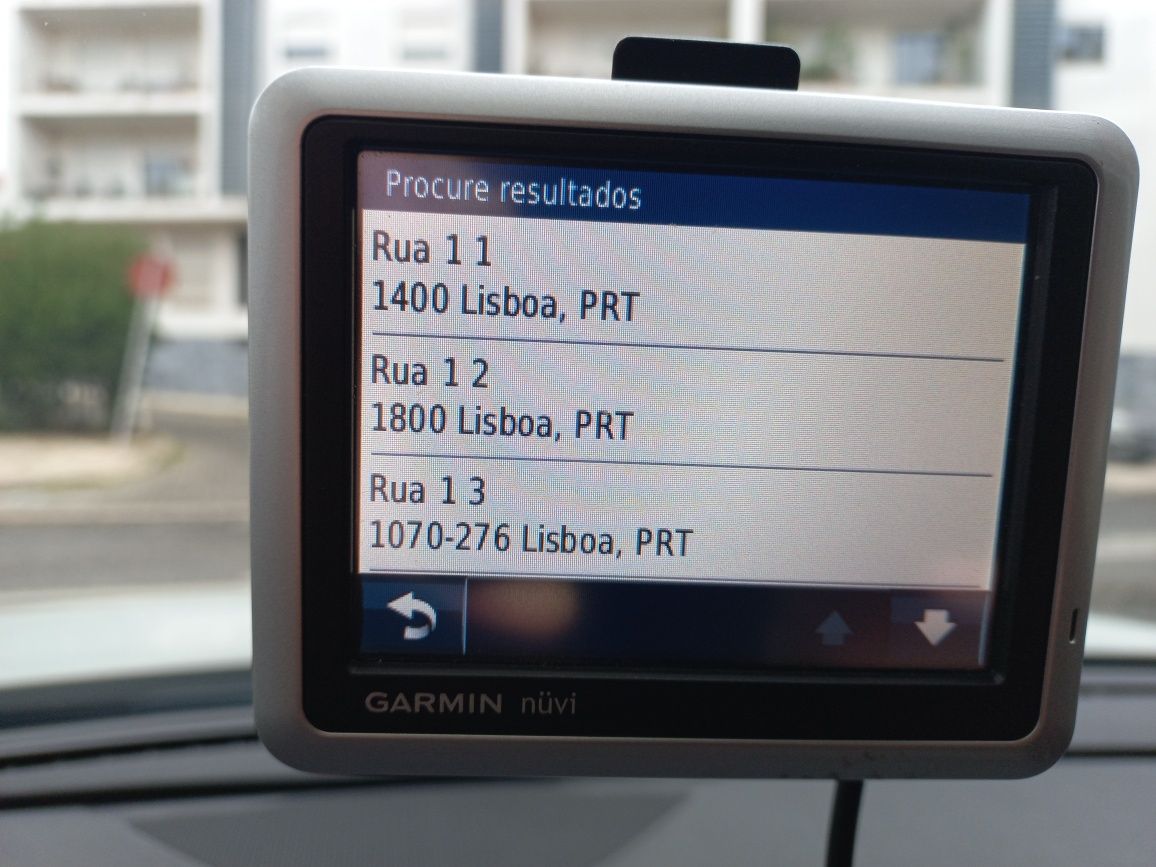 Procure resultados
Rua 1 1
1400 Lisboa, PRT
Rua 1 2
1800 Lisboa, PRT
Rua 1 3
1070-276 Lisboa, PRT
GARMIN nüvi